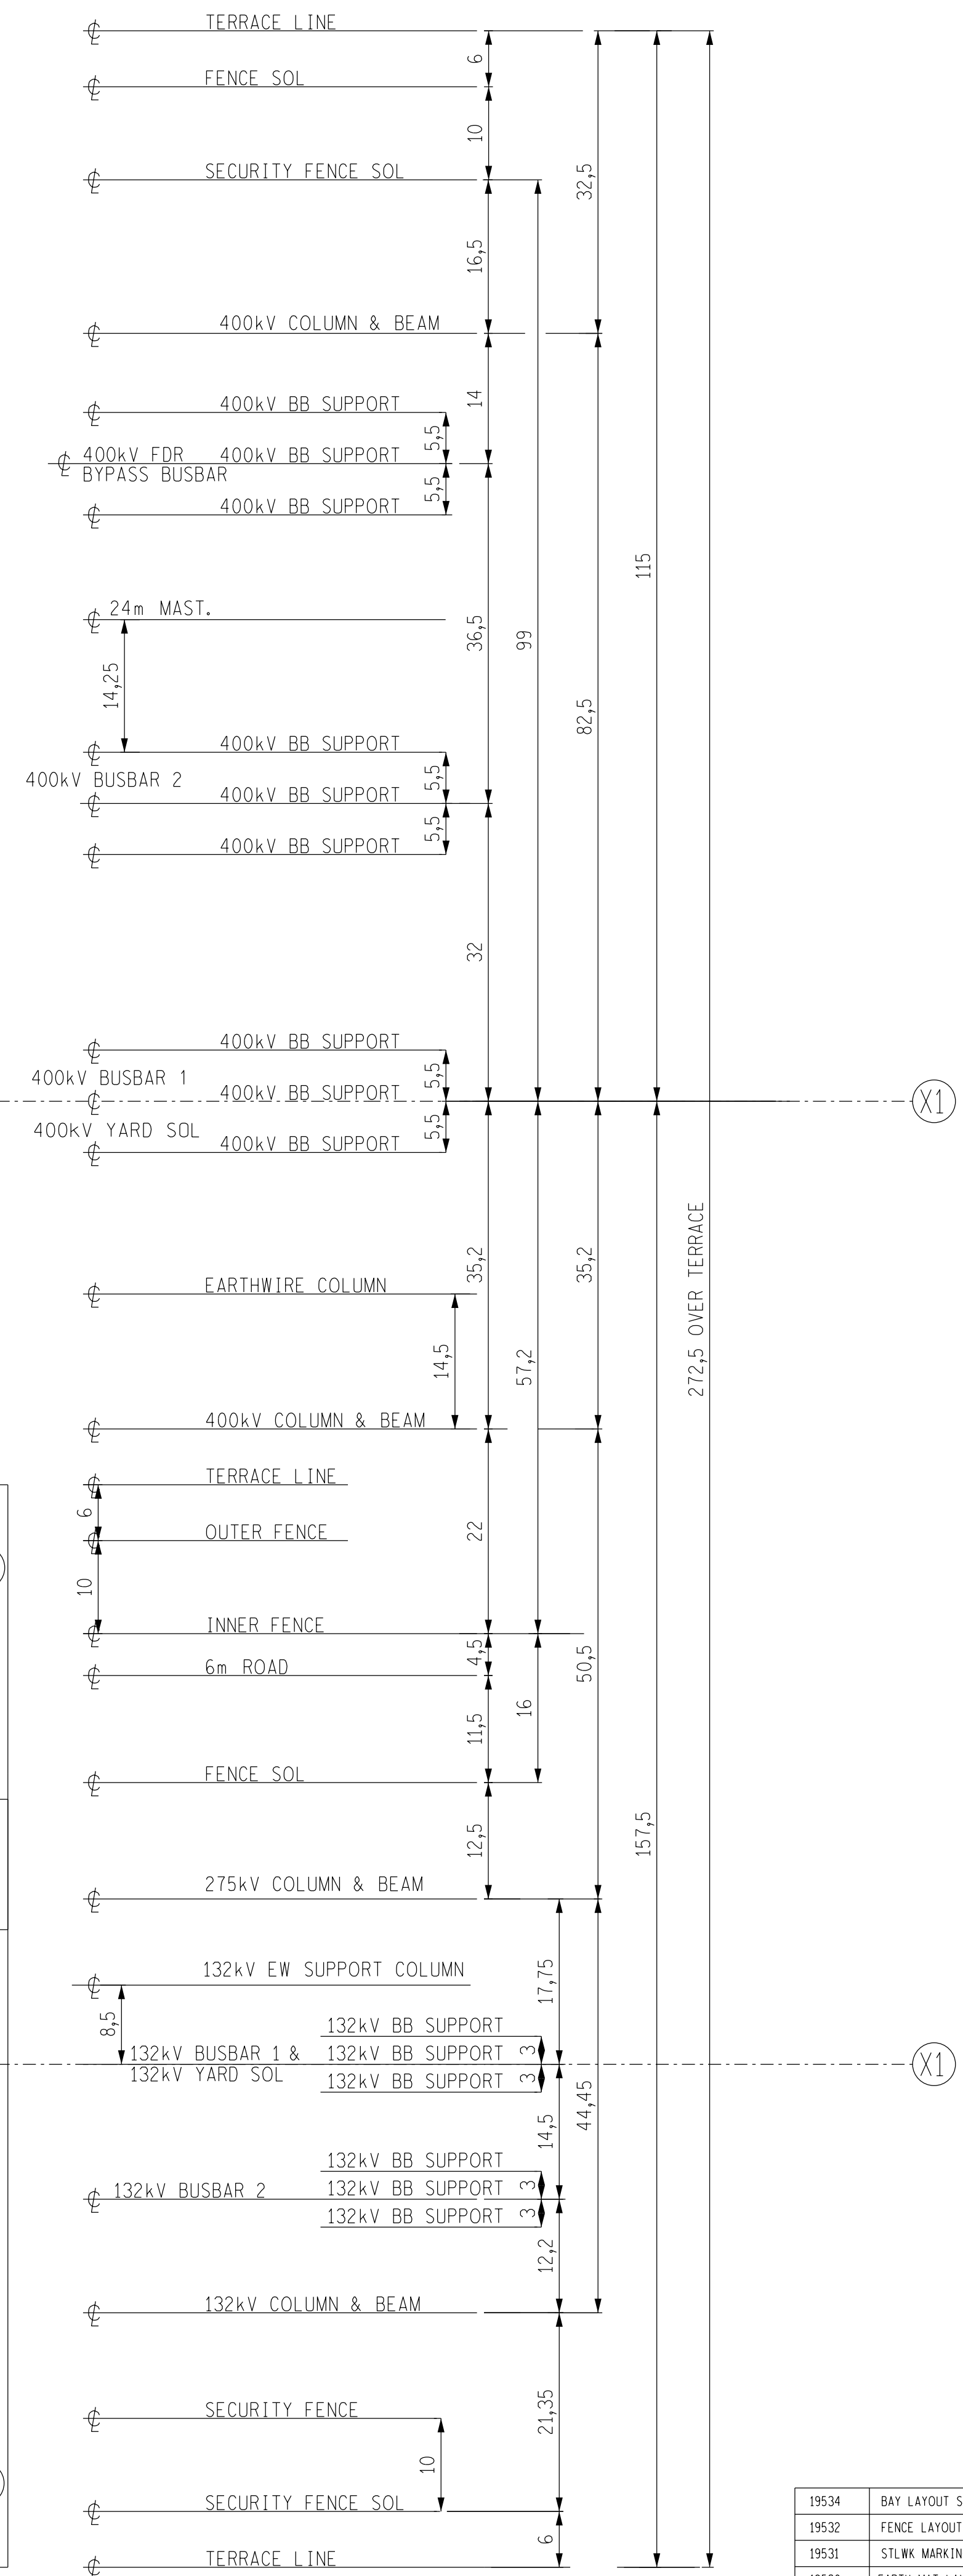 TERRACE LINE
6
FENCE SOL
10
32,5
SECURITY FENCE SOL
16,5
400kV COLUMN & BEAM
14
400kV BB SUPPORT
5,5
400kV FDR 400kV BB SUPPORT
BYPASS BUSBAR
5,5
400kV BB SUPPORT
115
24m MAST.
36,5
99
14,25
82,5
400kV BB SUPPORT
5,5
400kV BUSBAR 2
400kV BB SUPPORT
5,5
400kV BB SUPPORT
32
400kV BB SUPPORT
5,5
400kV BUSBAR 1
400kV BB SUPPORT
X1
400kV YARD SOL
5,5
400kV BB SUPPORT
35,2
35,2
272,5 OVER TERRACE
EARTHWIRE COLUMN
14,5
57,2
400kV COLUMN & BEAM
TERRACE LINE
6
OUTER FENCE
22
10
INNER FENCE
4,5
50,5
6m ROAD
16
11,5
FENCE SOL
12,5
157,5
275kV COLUMN & BEAM
132kV EW SUPPORT COLUMN
17,75
8,5
132kV BB SUPPORT
132kV BUSBAR 1 & 132kV BB SUPPORT 3
X1
132kV YARD SOL 132kV BB SUPPORT 3
44,45
14,5
132kV BB SUPPORT
132kV BUSBAR 2 132kV BB SUPPORT 3
132kV BB SUPPORT 3
12,2
132kV COLUMN & BEAM
SECURITY FENCE
21,35
10
SECURITY FENCE SOL
6
TERRACE LINE
19534 BAY LAYOUT S
19532 FENCE LAYOUT
19531 STLWK MARKIN